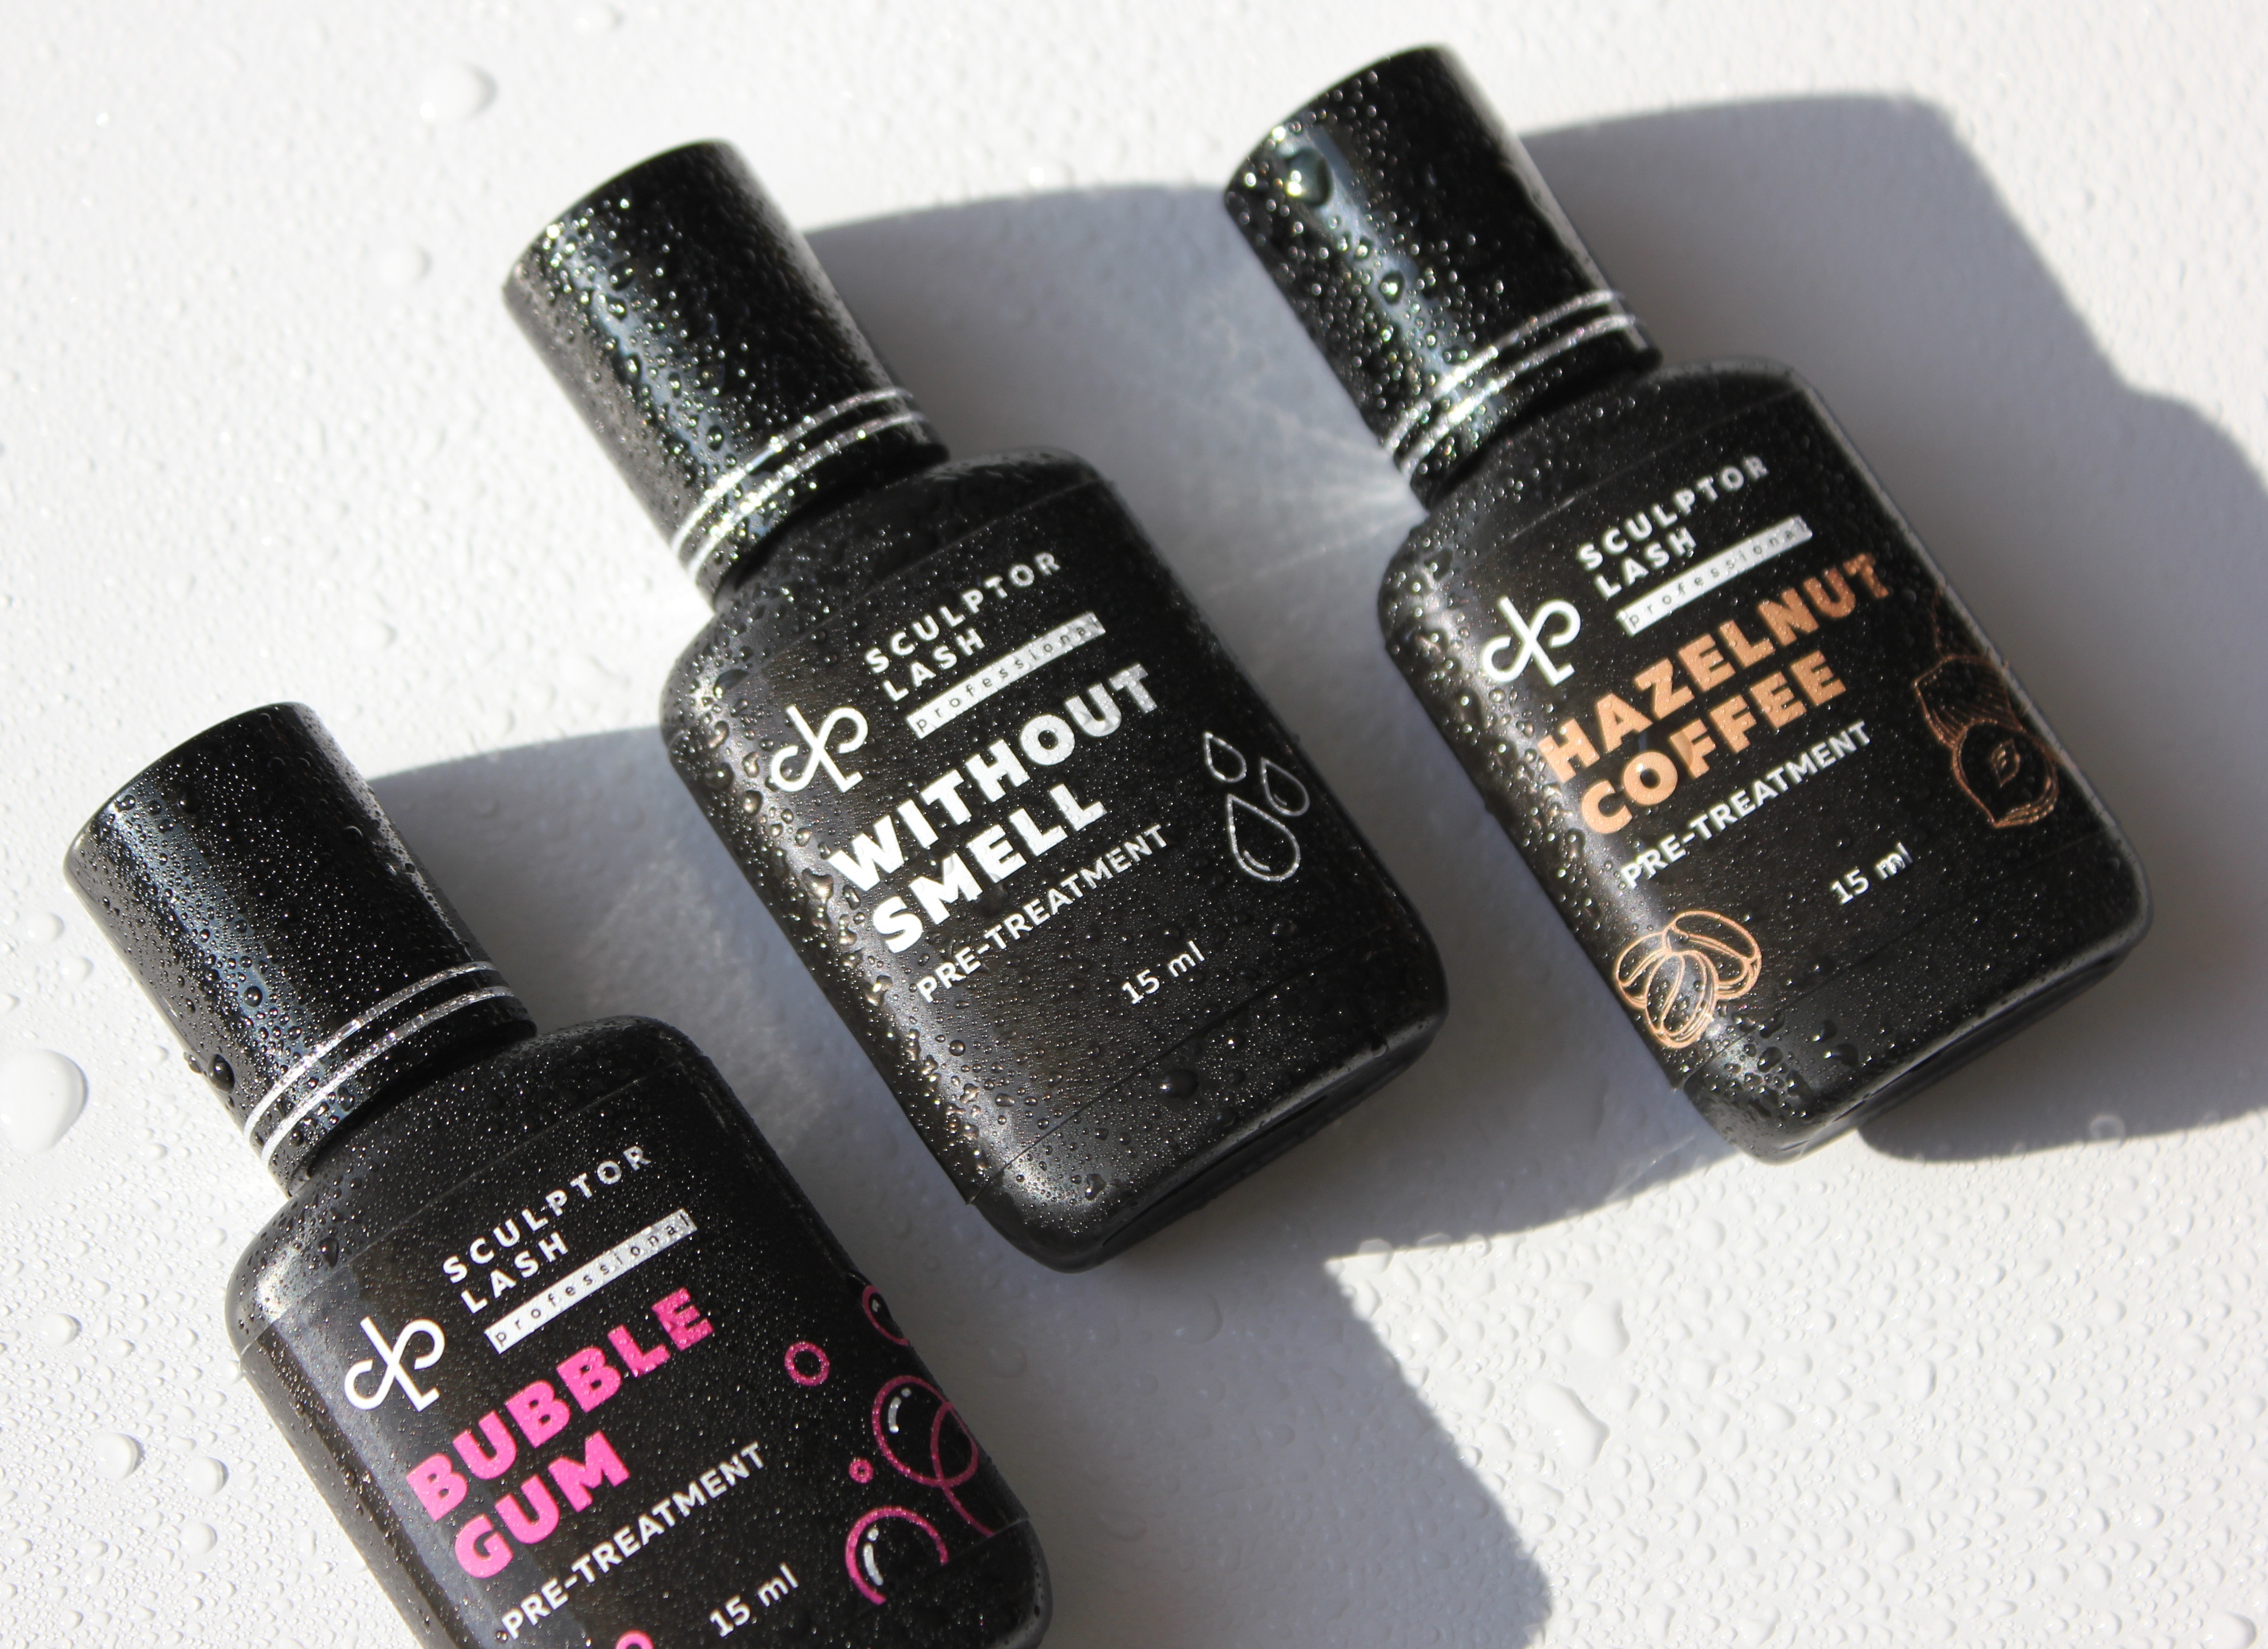 SCULPTOR
LASH
professional
BUBBLE
GUM
PRE-TREATMENT
15 ml
SCULPTOR
LASH
professional
WITHOUT
SMELL
PRE-TREATMENT
15 ml
SCULPTOR
LASH
professional
HAZELNUT
COFFEE
PRE-TREATMENT
15 ml